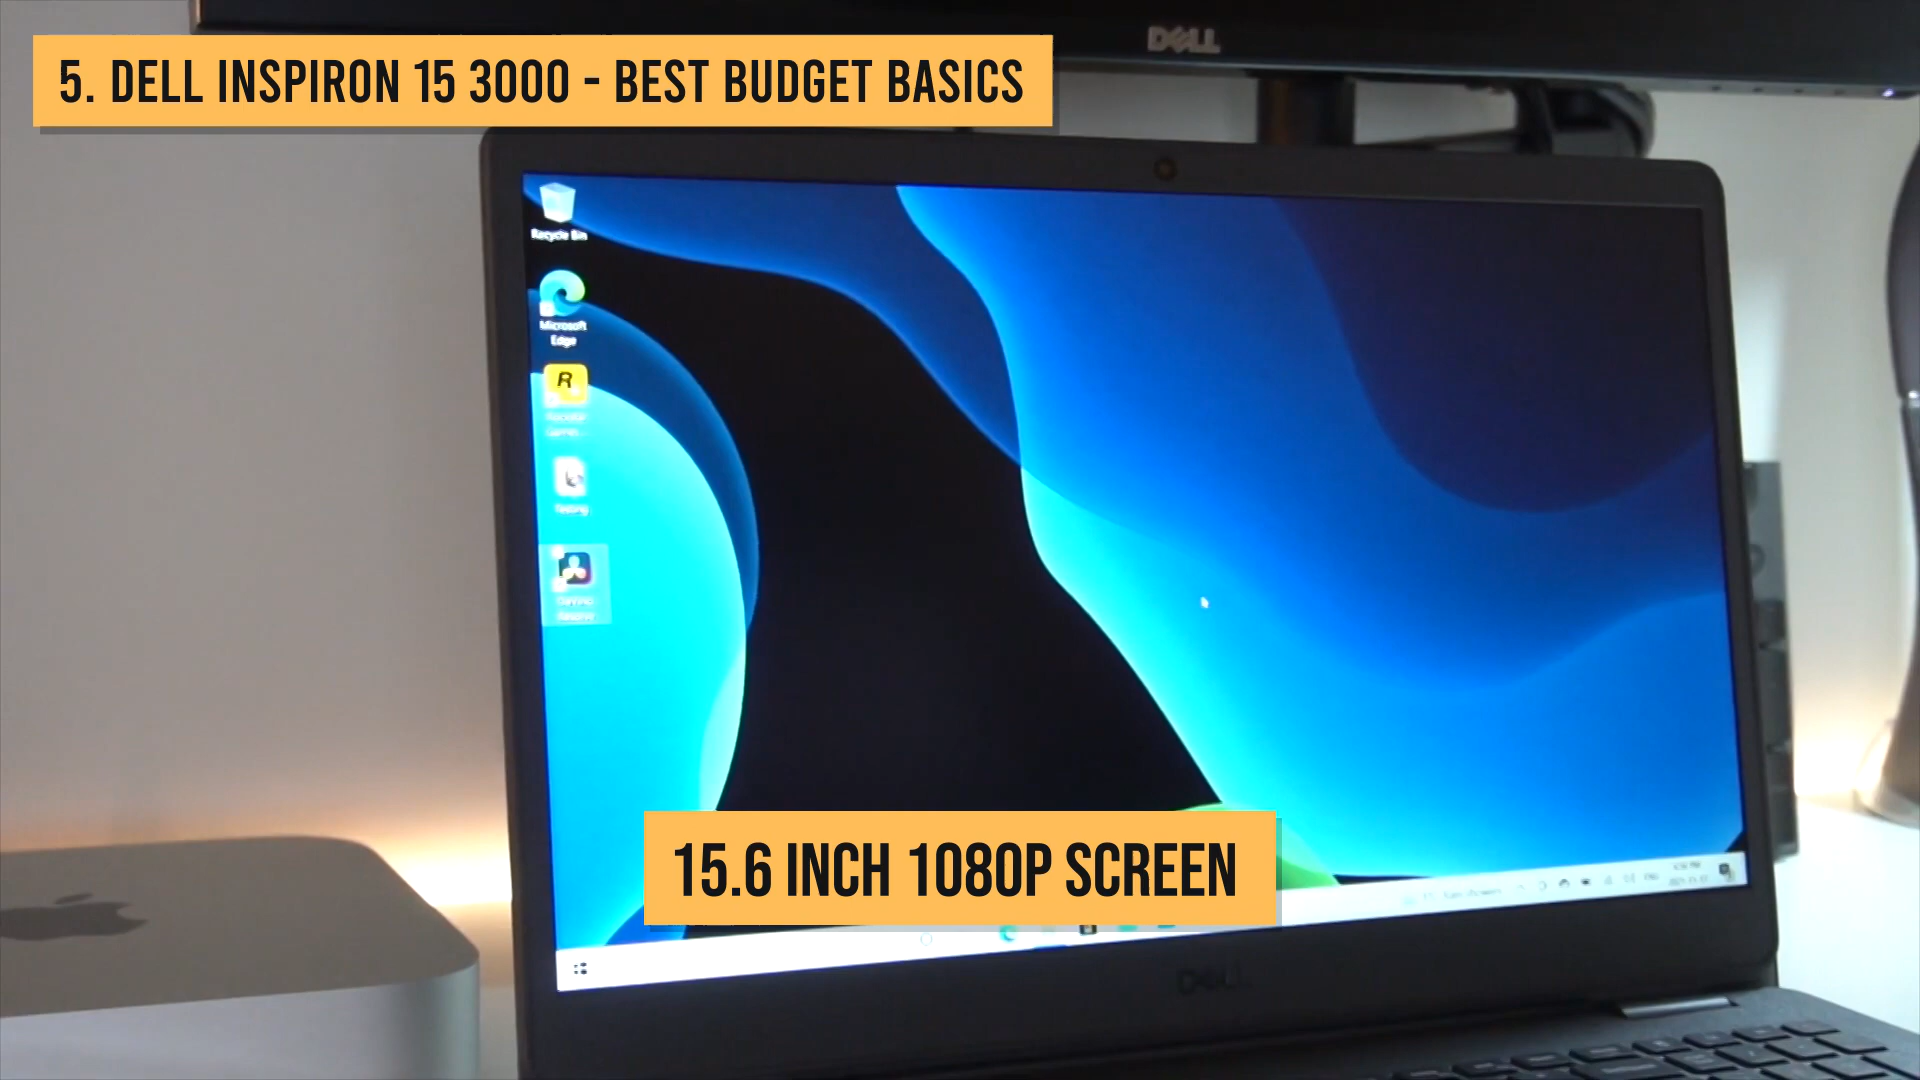 DELL
5. DELL INSPIRON 15 3000 - BEST BUDGET BASICS
Recycle Bin
Microsoft
Edge
R
15.6 INCH 1080P SCREEN
DELL